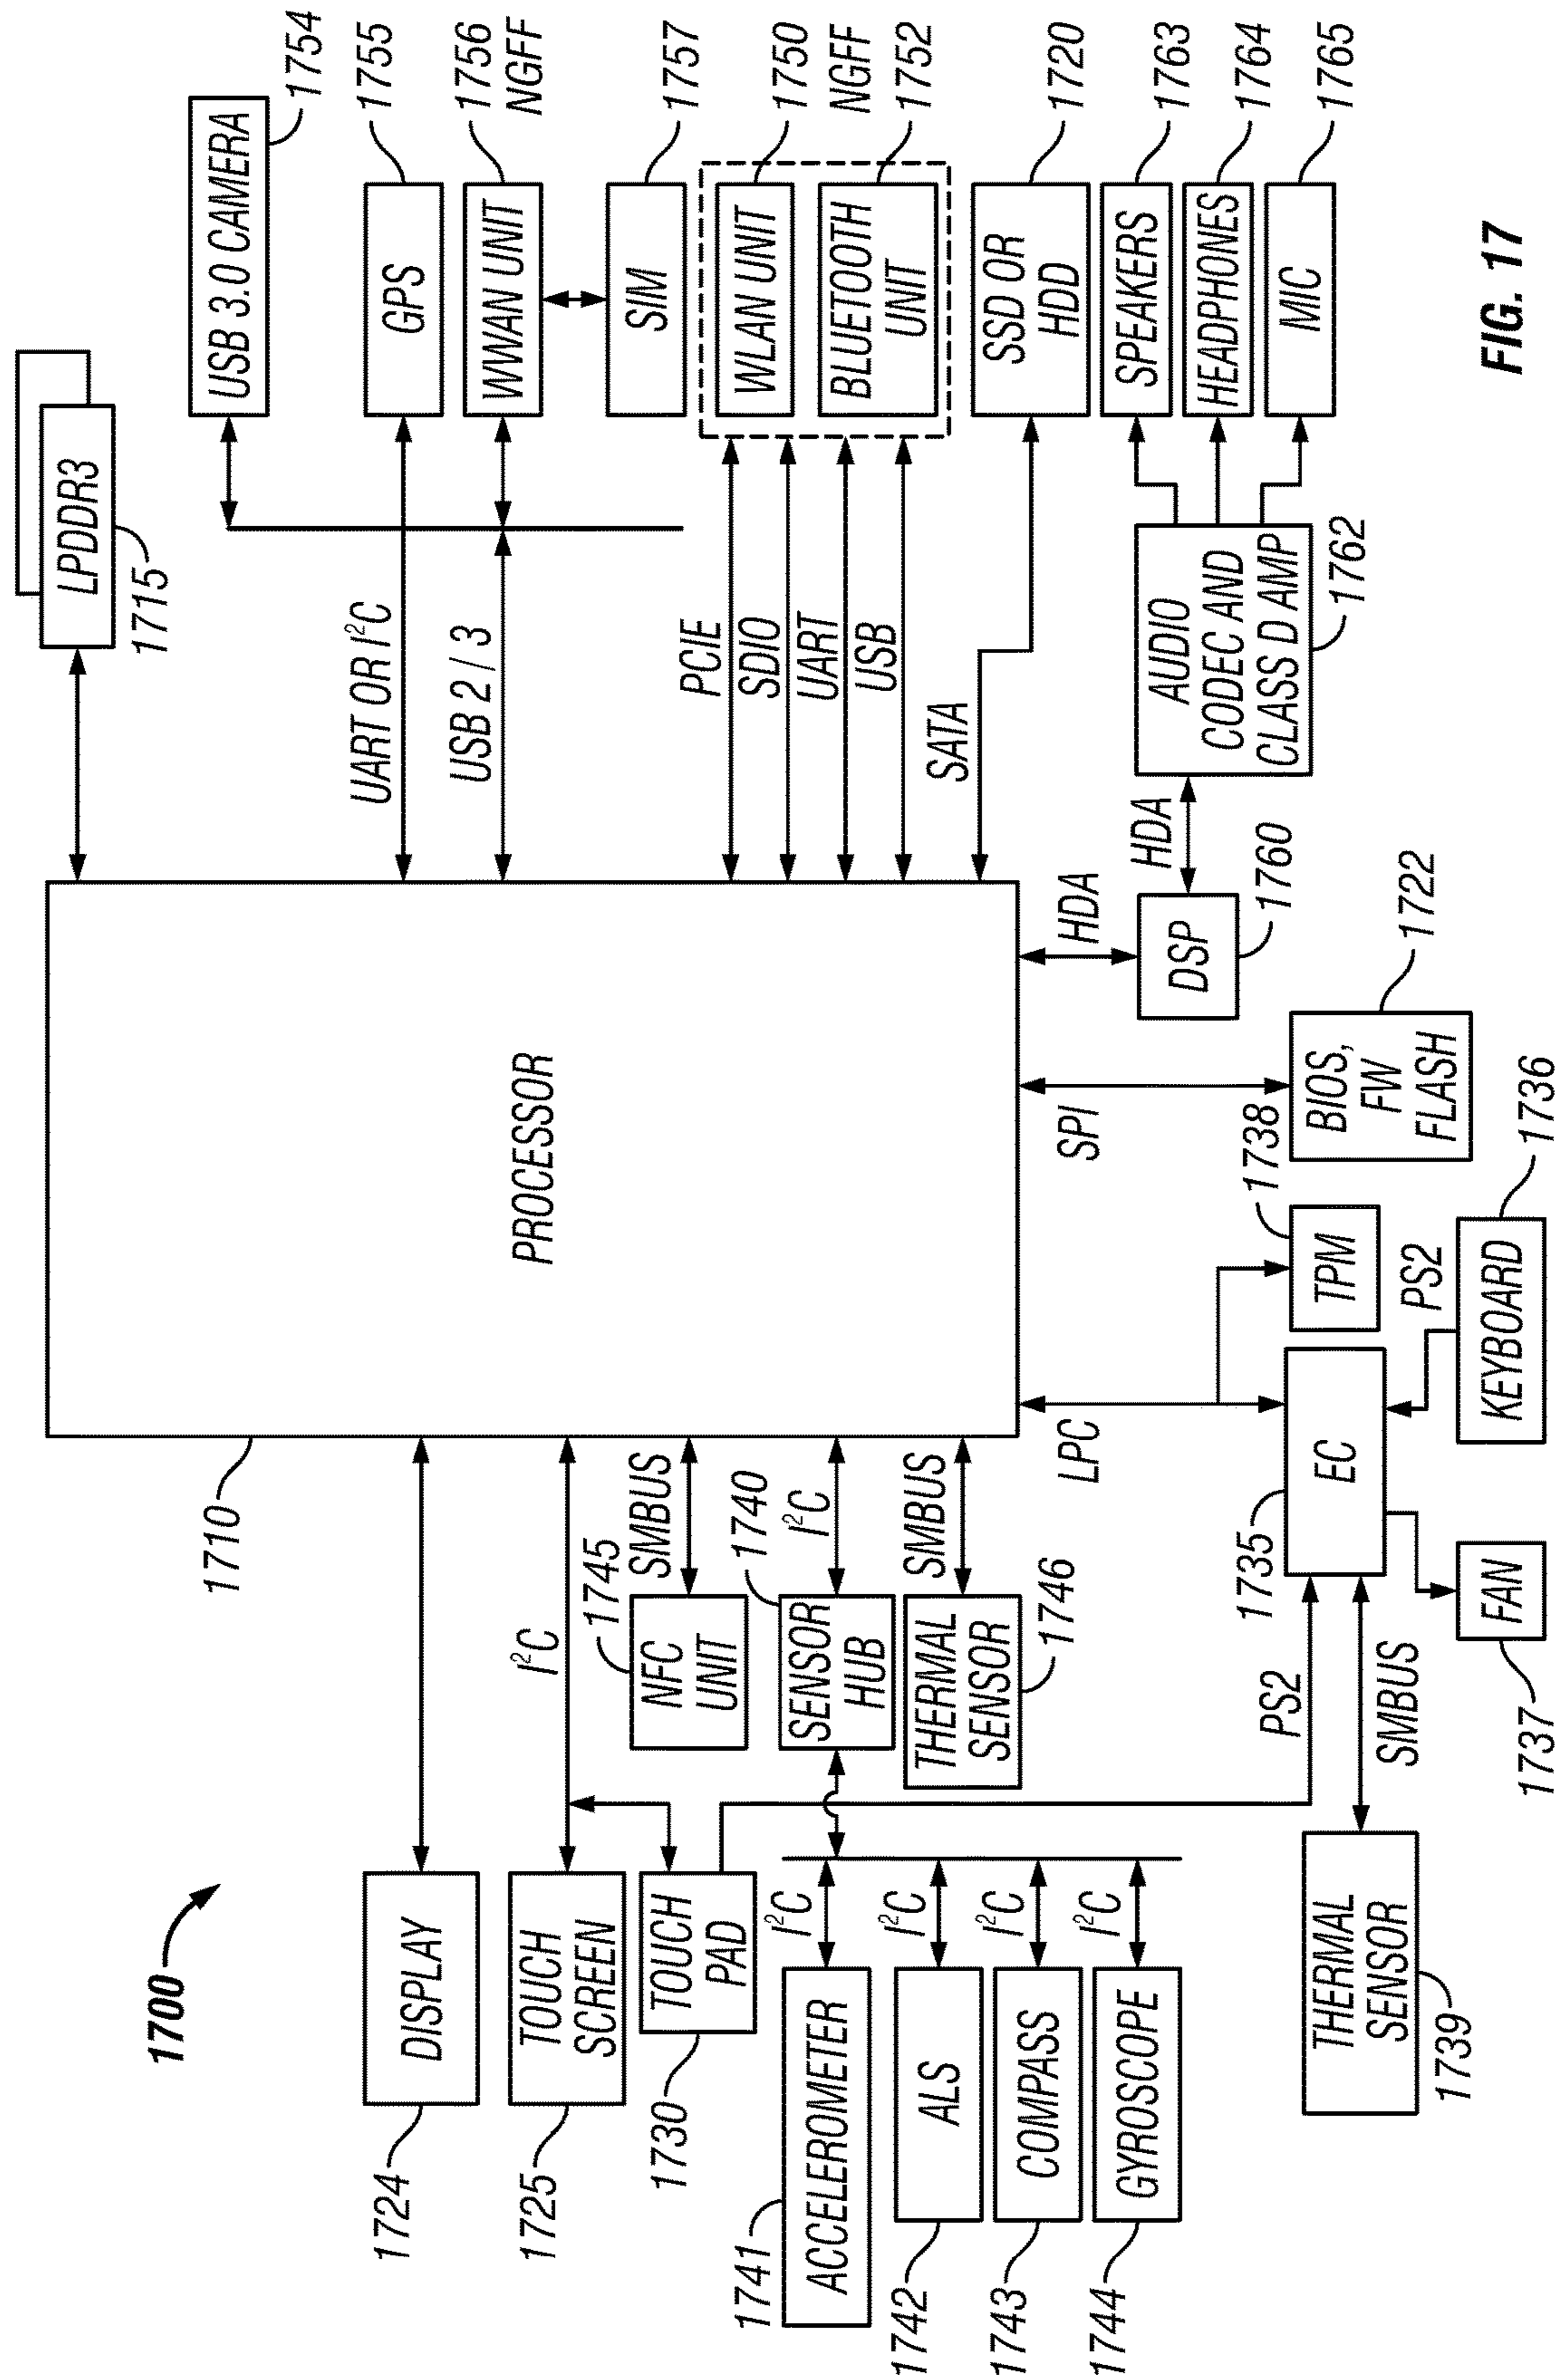 1700
LPDDR3
1715
USB 3.0 CAMERA
1754
DISPLAY
1724
1710
PROCESSOR
UART OR I²C
GPS
1755
USB 2 / 3
WWAN UNIT
1756
NGFF
TOUCH
SCREEN
1725
I²C
SIM
1757
TOUCH
PAD
1730
NFC
UNIT
1745
SMBUS
PCIE
SDIO
UART
USB
WLAN UNIT
1750
NGFF
BLUETOOTH
UNIT
1752
ACCELEROMETER
1741
I²C
SENSOR
HUB
1740
I²C
ALS
1742
I²C
THERMAL
SENSOR
1746
SMBUS
SATA
SSD OR
HDD
1720
COMPASS
1743
I²C
GYROSCOPE
1744
I²C
LPC
SPI
HDA
DSP
1760
HDA
AUDIO
CODEC AND
CLASS D AMP
1762
SPEAKERS
1763
HEADPHONES
1764
MIC
1765
PS2
EC
1735
TPM
1738
BIOS,
FW
FLASH
1722
THERMAL
SENSOR
1739
SMBUS
FAN
1737
PS2
KEYBOARD
1736
FIG. 17